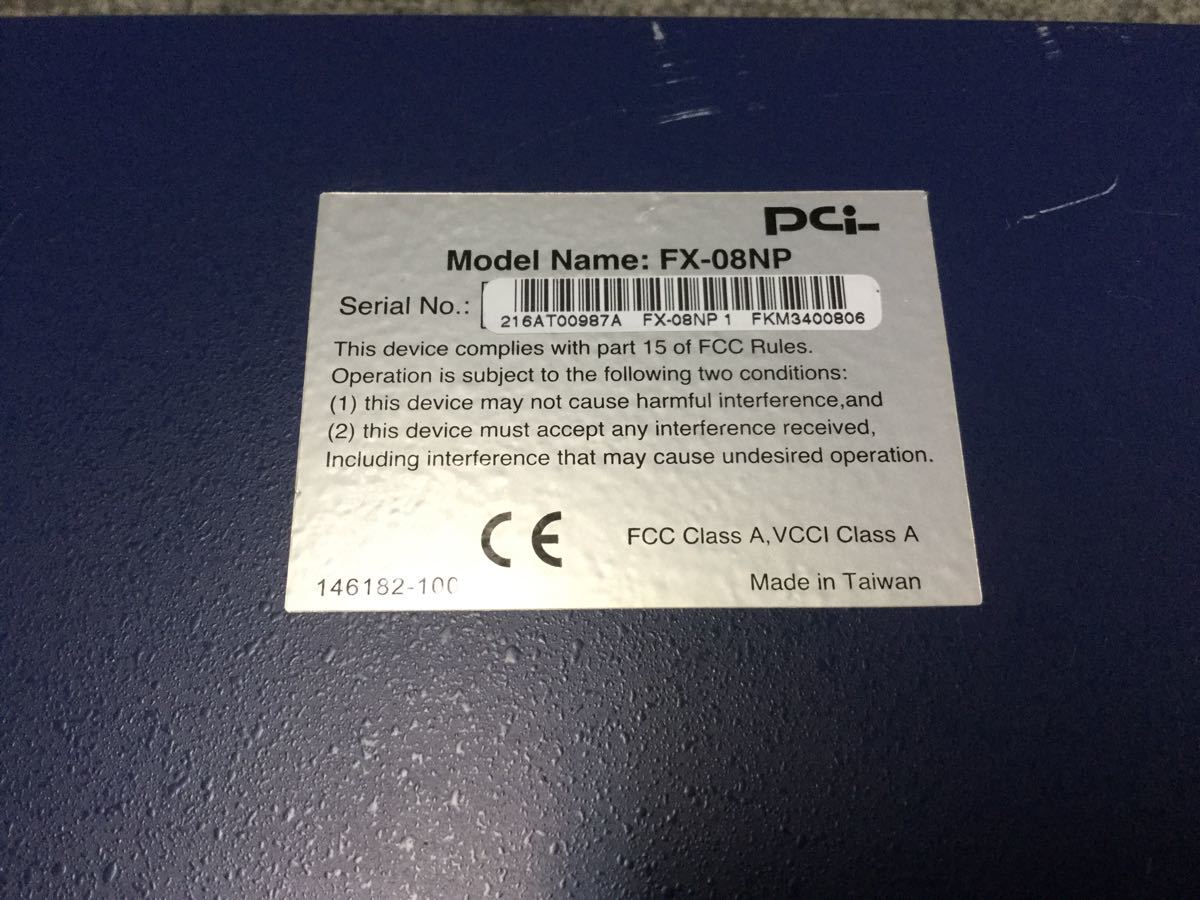 PCi
Model Name: FX-08NP
Serial No.:
216AT00987A FX-08NP 1 FKM3400806
This device complies with part 15 of FCC Rules.
Operation is subject to the following two conditions:
(1) this device may not cause harmful interference,and
(2) this device must accept any interference received,
Including interference that may cause undesired operation.
CE
FCC Class A,VCCI Class A
146182-100
Made in Taiwan